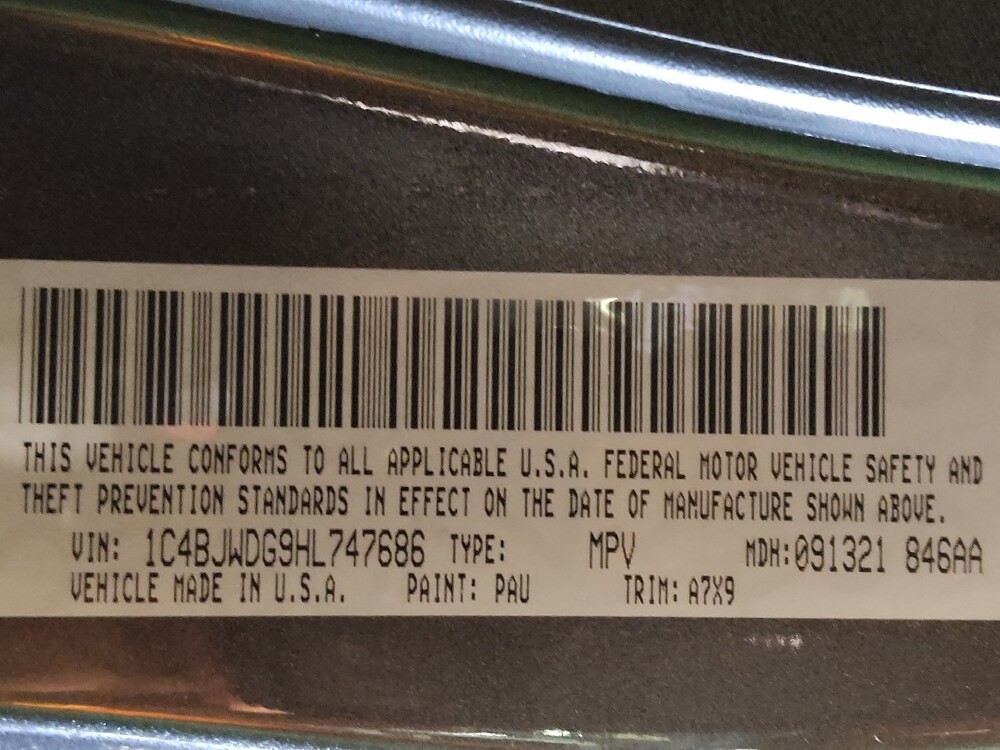 THIS VEHICLE CONFORMS TO ALL APPLICABLE U.S.A. FEDERAL MOTOR VEHICLE SAFETY AND
THEFT PREVENTION STANDARDS IN EFFECT ON THE DATE OF MANUFACTURE SHOWN ABOVE.
VIN: 1C4BJWDG9HL747686 TYPE: MPV MDH:091321 846AA
VEHICLE MADE IN U.S.A. PAINT: PAU TRIM: A7X9